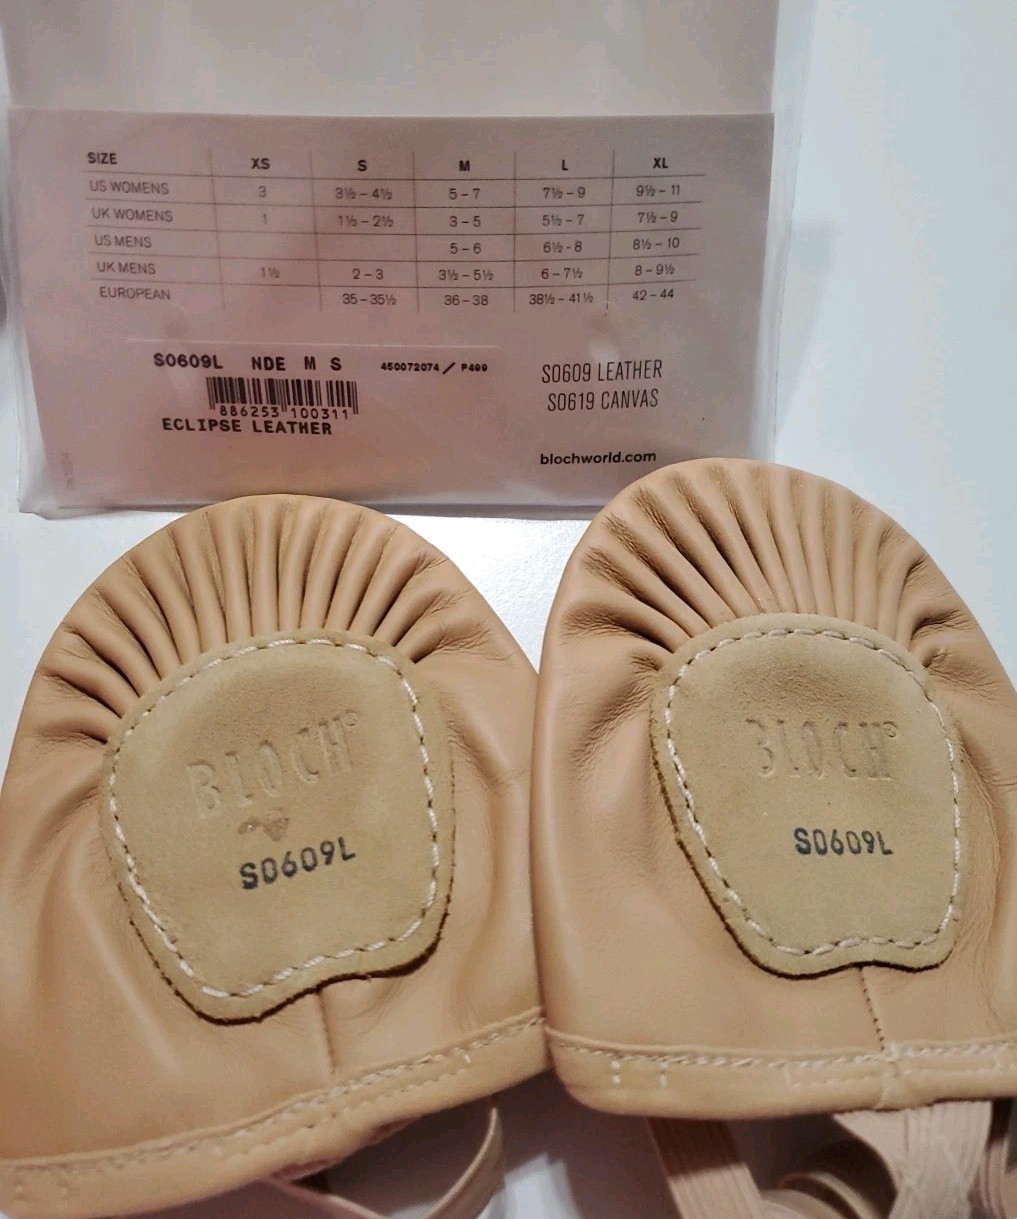 SIZE XS S M L XL
US WOMENS 3 3½ – 4½ 5 – 7 7½ – 9 9½ – 11
UK WOMENS 1 1½ – 2½ 3 – 5 5½ – 7 7½ – 9
US MENS 5 – 6 6½ - 8 8½ – 10
UK MENS 1½ 2 – 3 3½ – 5½ 6 – 7½ 8 – 9½
EUROPEAN 35 – 35½ 36 – 38 38½ – 41½ 42 – 44
S0609L NDE M S 450072074 / P499
886253 100311
ECLIPSE LEATHER
S0609 LEATHER
S0619 CANVAS
blochworld.com
BLOCH®
S0609L
BLOCH®
S0609L